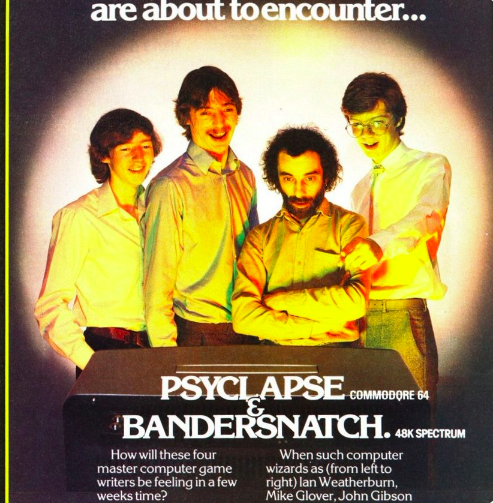 are about to encounter...
PSYCLAPSE COMMODORE 64
&
BANDERSNATCH. 48K SPECTRUM
How will these four
master computer game
writers be feeling in a few
weeks time?
When such computer
wizards as (from left to
right) Ian Weatherburn,
Mike Glover, John Gibson